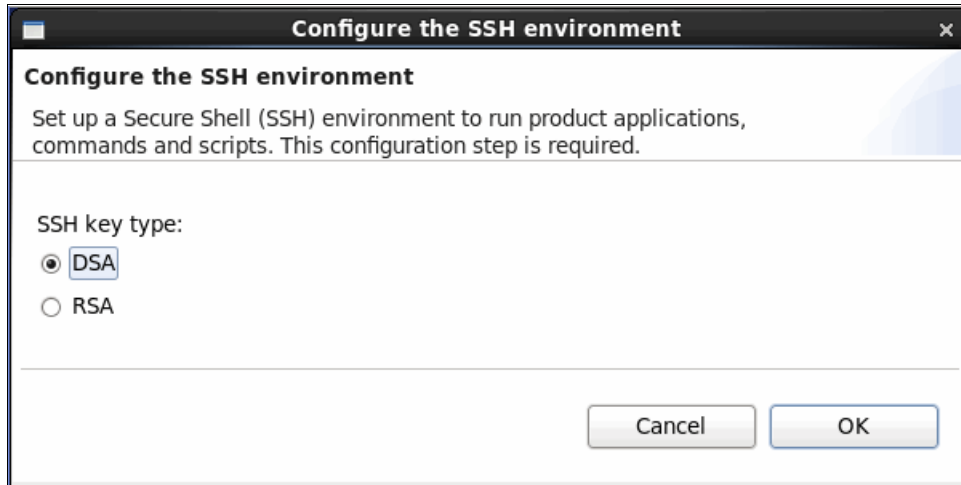 Configure the SSH environment
Configure the SSH environment
Set up a Secure Shell (SSH) environment to run product applications,
commands and scripts. This configuration step is required.
SSH key type:
DSA
RSA
Cancel OK